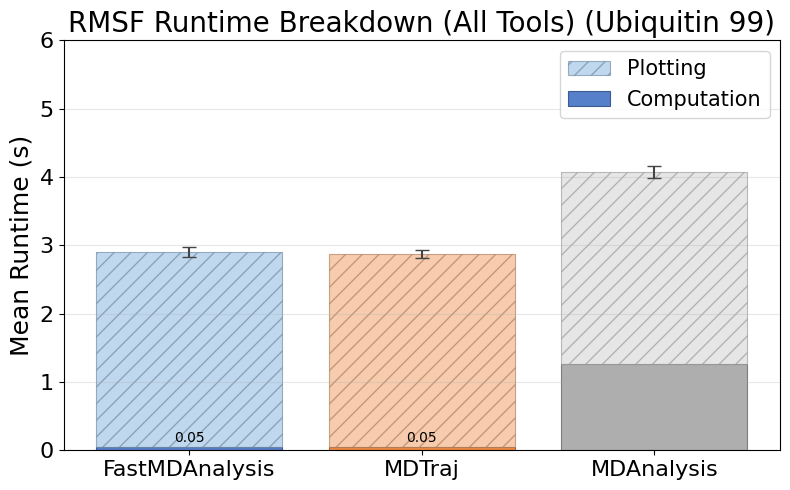 RMSF Runtime Breakdown (All Tools) (Ubiquitin 99)
Plotting
Computation
Mean Runtime (s)
6
5
4
3
2
1
0
0.05
0.05
FastMDAnalysis
MDTraj
MDAnalysis